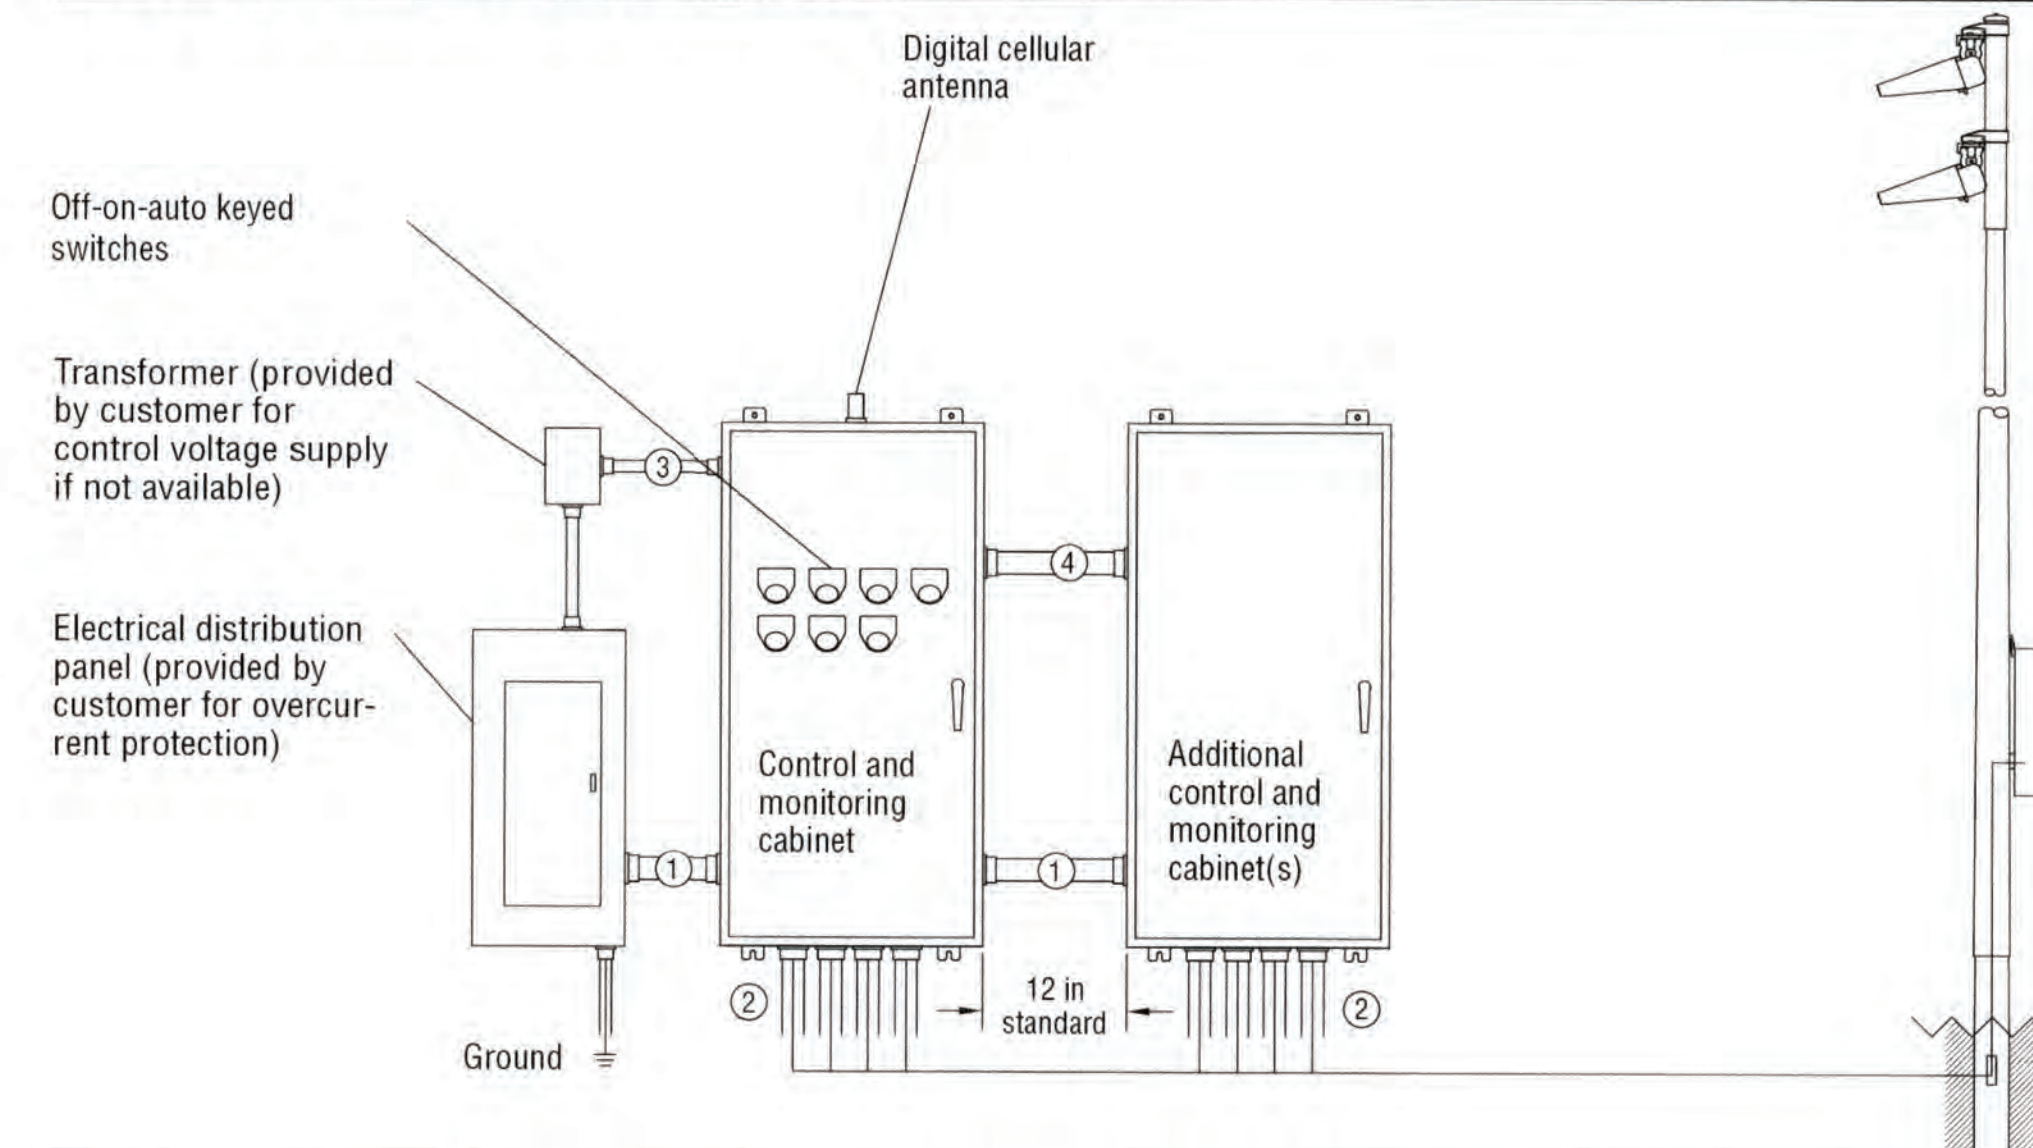 Digital cellular
antenna
Off-on-auto keyed
switches
Transformer (provided
by customer for
control voltage supply
if not available)
3
4
Electrical distribution
panel (provided by
customer for overcur-
rent protection)
Control and
monitoring
cabinet
Additional
control and
monitoring
cabinet(s)
1
1
2
12 in
standard
2
Ground